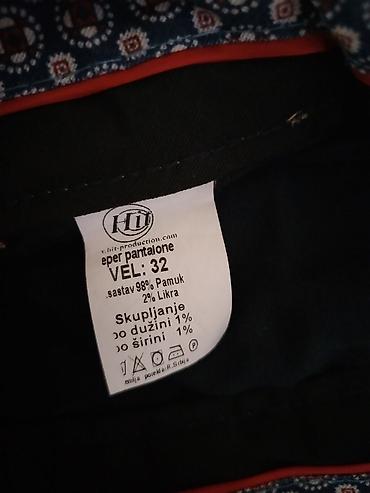 Hit
w.hit-production.com
eper pantalone
VEL: 32
.sastav 98% Pamuk
2% Likra
Skupljanje
po dužini 1%
po širini 1%
P